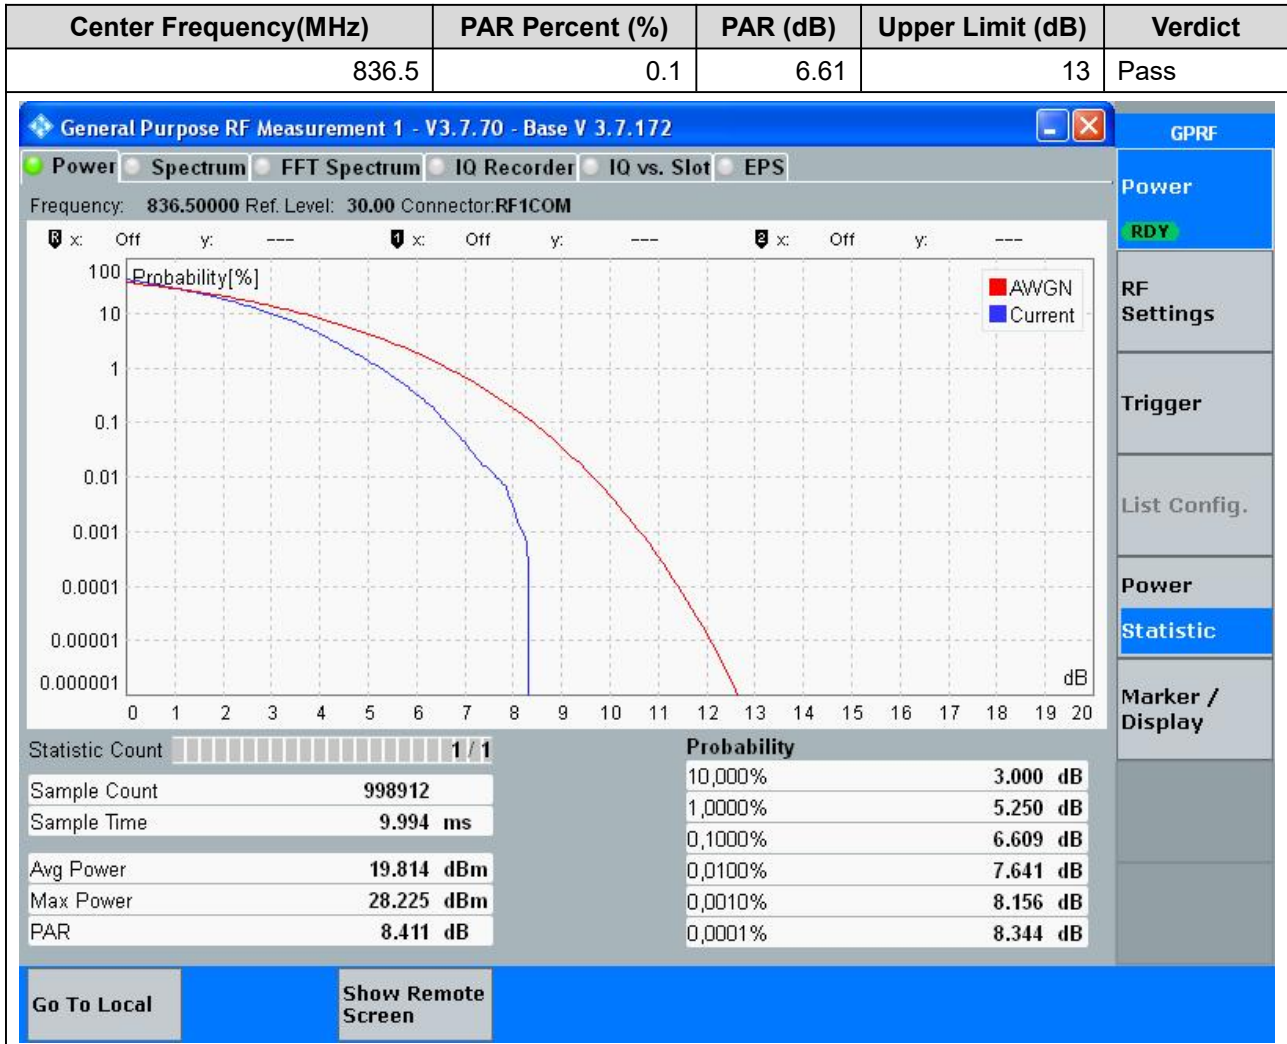 Center Frequency(MHz) PAR Percent (%) PAR (dB) Upper Limit (dB) Verdict
836.5 0.1 6.61 13 Pass
General Purpose RF Measurement 1 - V3.7.70 - Base V 3.7.172
GPRF
Power Spectrum FFT Spectrum IQ Recorder IQ vs. Slot EPS
Power
RDY
Frequency: 836.50000 Ref. Level: 30.00 Connector:RF1COM
R x: Off y: --- 1 x: Off y: --- 2 x: Off y: ---
Probability[%]
AWGN
Current
100
10
1
0.1
0.01
0.001
0.0001
0.00001
0.000001
dB
0 1 2 3 4 5 6 7 8 9 10 11 12 13 14 15 16 17 18 19 20
RF
Settings
Trigger
List Config.
Power
Statistic
Marker /
Display
Statistic Count 1 / 1
Sample Count 998912
Sample Time 9.994 ms
Avg Power 19.814 dBm
Max Power 28.225 dBm
PAR 8.411 dB
Probability
10,000% 3.000 dB
1,0000% 5.250 dB
0,1000% 6.609 dB
0,0100% 7.641 dB
0,0010% 8.156 dB
0,0001% 8.344 dB
Go To Local
Show Remote
Screen